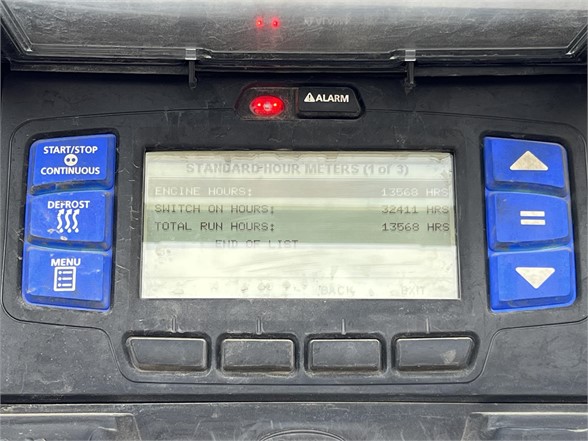 ALARM
START/STOP
CONTINUOUS
DEFROST
MENU
STANDARD HOUR METERS (1 of 3)
ENGINE HOURS: 13568 HRS
SWITCH ON HOURS: 32411 HRS
TOTAL RUN HOURS: 13568 HRS
END OF LIST
BACK EXIT
=